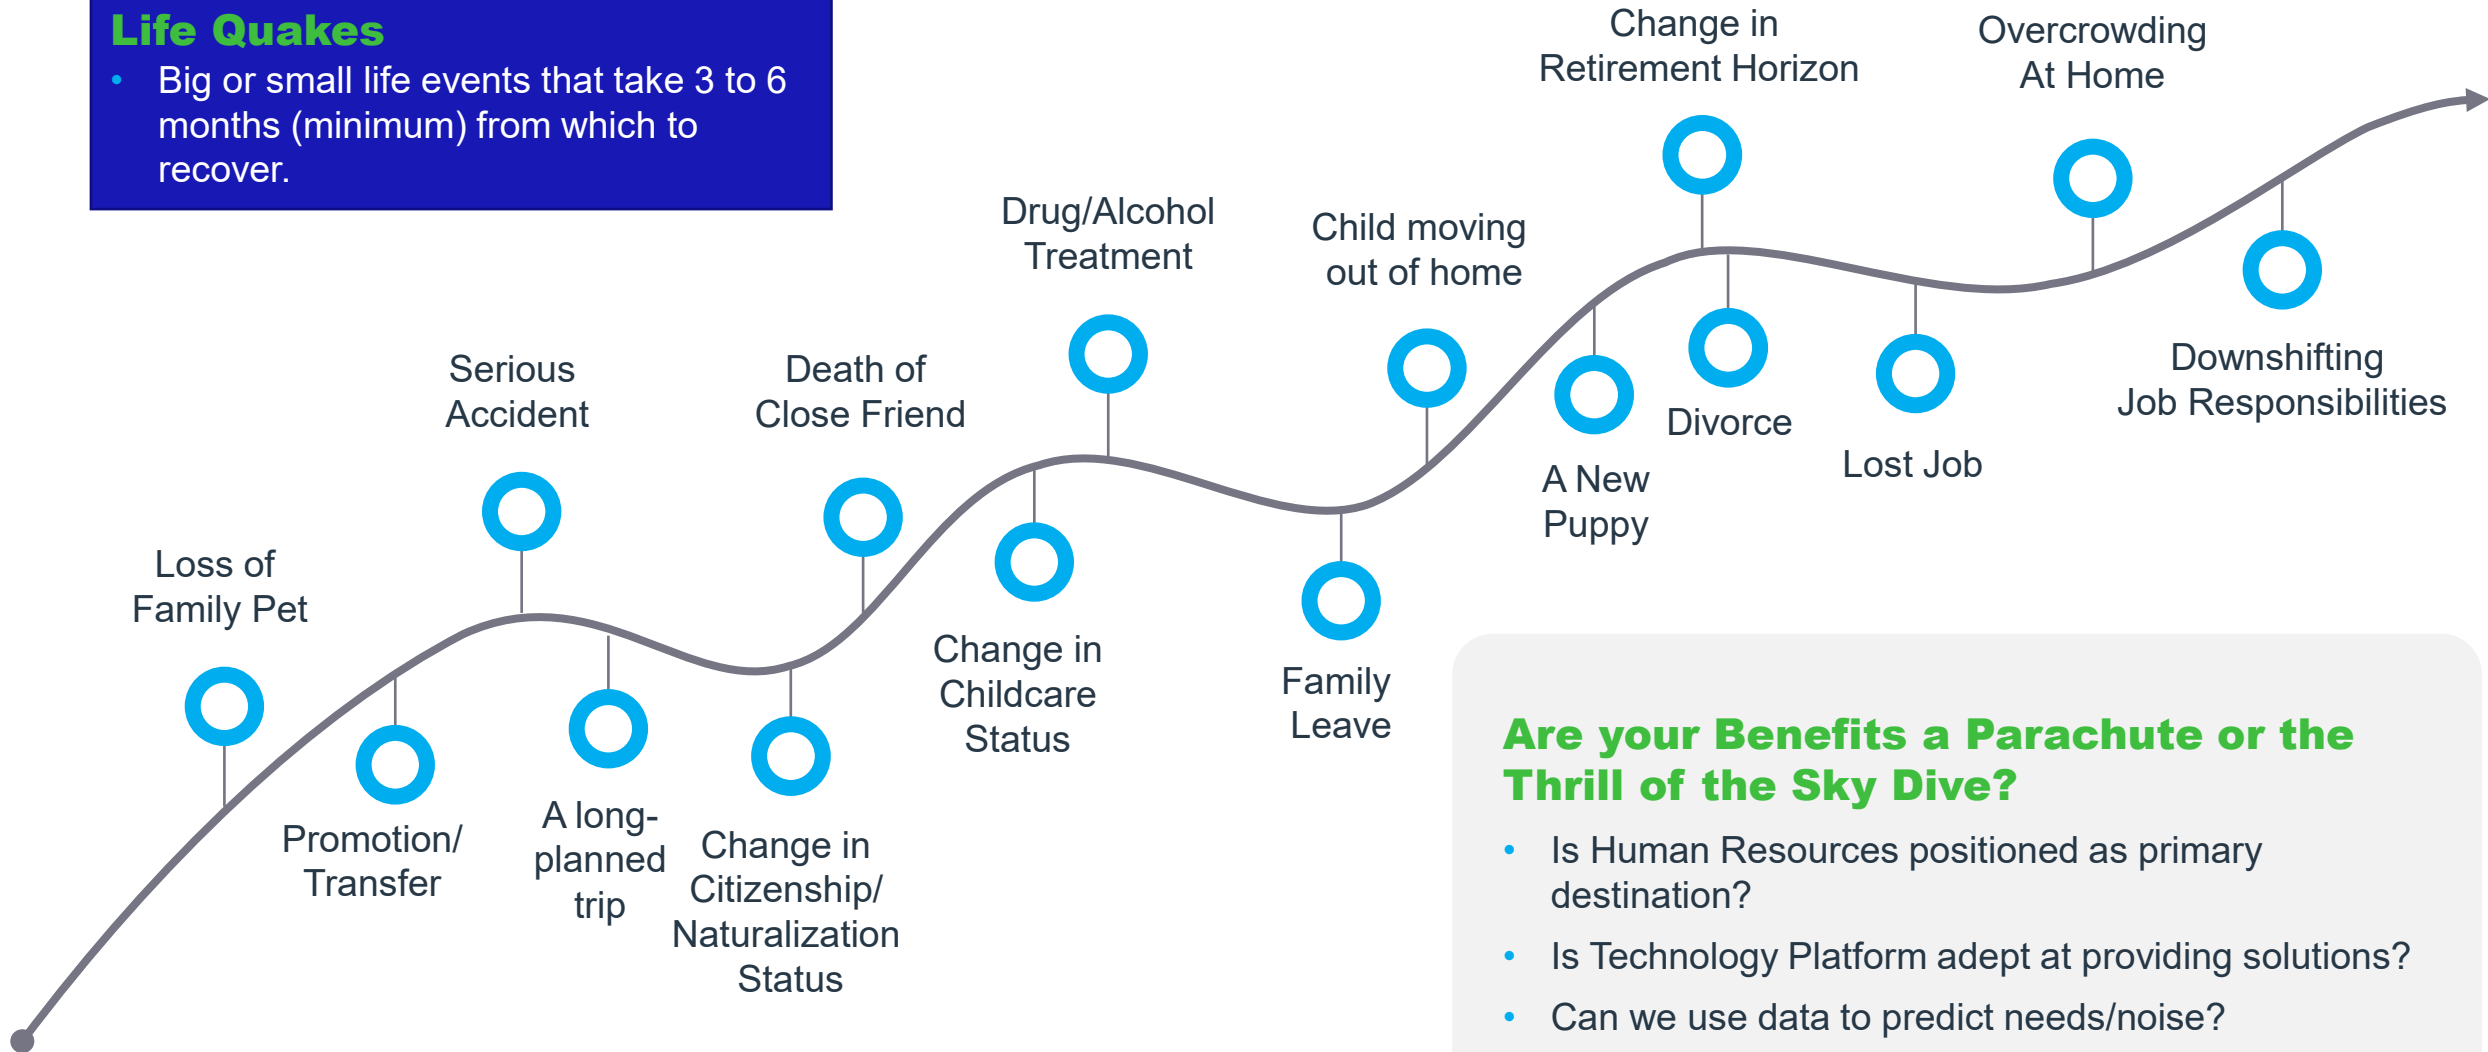 Life Quakes
• Big or small life events that take 3 to 6
months (minimum) from which to
recover.
Change in
Retirement Horizon
Overcrowding
At Home
Drug/Alcohol
Treatment
Child moving
out of home
Serious
Accident
Death of
Close Friend
Downshifting
Job Responsibilities
Divorce
Lost Job
A New
Puppy
Loss of
Family Pet
Change in
Childcare
Status
Family
Leave
Promotion/
Transfer
A long-
planned
trip
Change in
Citizenship/
Naturalization
Status
Are your Benefits a Parachute or the
Thrill of the Sky Dive?
• Is Human Resources positioned as primary
destination?
• Is Technology Platform adept at providing solutions?
• Can we use data to predict needs/noise?